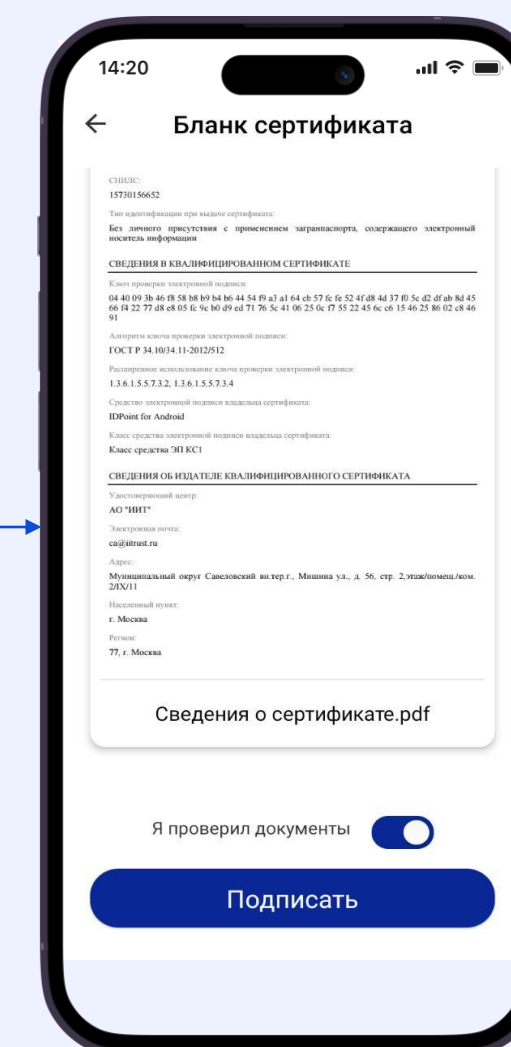 14:20
Бланк сертификата
СНИЛС:
15730156652
Тип идентификации при выдаче сертификата:
Без личного присутствия с применением загранпаспорта, содержащего электронный
носитель информации
СВЕДЕНИЯ В КВАЛИФИЦИРОВАННОМ СЕРТИФИКАТЕ
Ключ проверки электронной подписи:
04 40 09 3b 46 f8 58 b8 b9 b4 b6 44 54 f9 a3 a1 64 cb 57 fc fe 52 4f d8 4d 37 f0 5c d2 df ab 8d 45
66 f4 22 77 d8 e8 05 fc 9c b0 d9 ed 71 76 5c 41 06 25 0c f7 55 22 45 6c c6 15 46 25 86 02 c8 46
91
Алгоритм ключа проверки электронной подписи:
ГОСТ Р 34.10/34.11-2012/512
Расширенное использование ключа проверки электронной подписи:
1.3.6.1.5.5.7.3.2, 1.3.6.1.5.5.7.3.4
Средство электронной подписи владельца сертификата:
IDPoint for Android
Класс средства электронной подписи владельца сертификата:
Класс средства ЭП КС1
СВЕДЕНИЯ ОБ ИЗДАТЕЛЕ КВАЛИФИЦИРОВАННОГО СЕРТИФИКАТА
Удостоверяющий центр:
АО "ИИТ"
Электронная почта:
ca@iitrust.ru
Адрес:
Муниципальный округ Савеловский вн.тер.г., Мишина ул., д. 56, стр. 2,этаж/помещ./ком.
2/IX/11
Населенный пункт:
г. Москва
Регион:
77, г. Москва
Сведения о сертификате.pdf
Я проверил документы
Подписать